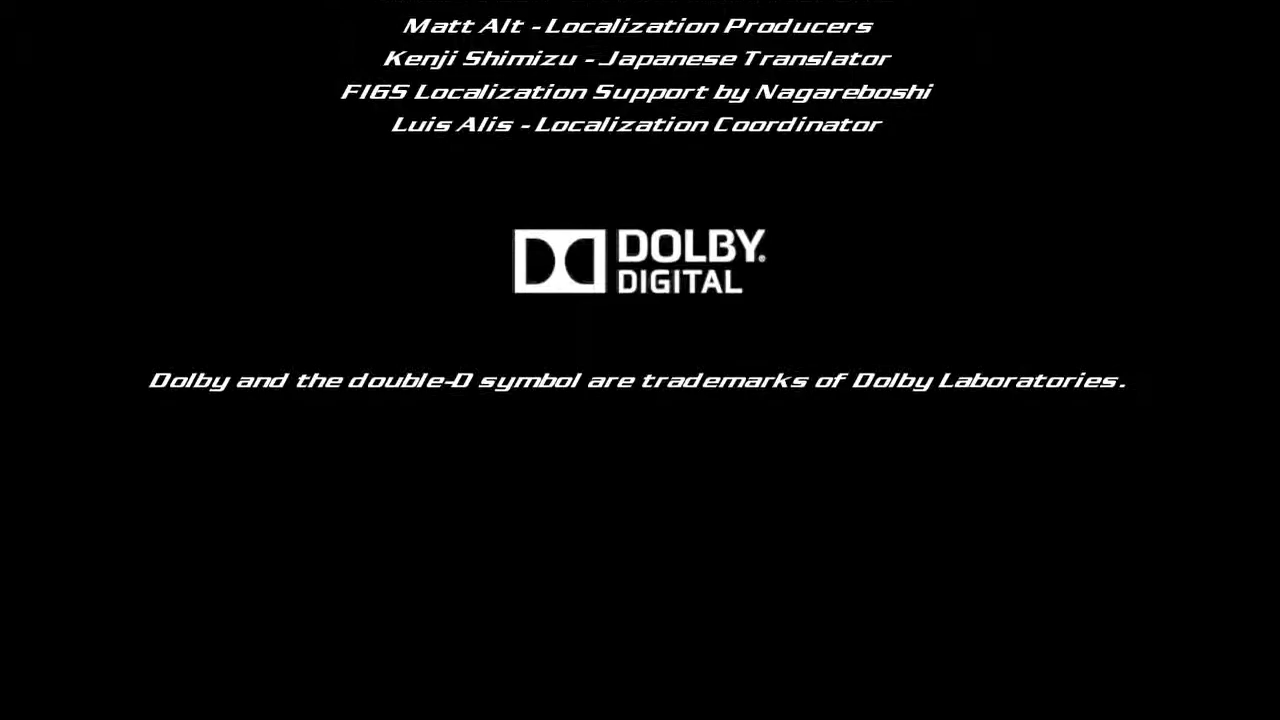 Matt Alt - Localization Producers
Kenji Shimizu - Japanese Translator
FIGS Localization Support by Nagareboshi
Luis Alis - Localization Coordinator
DOLBY®
DIGITAL
Dolby and the double-D symbol are trademarks of Dolby Laboratories.